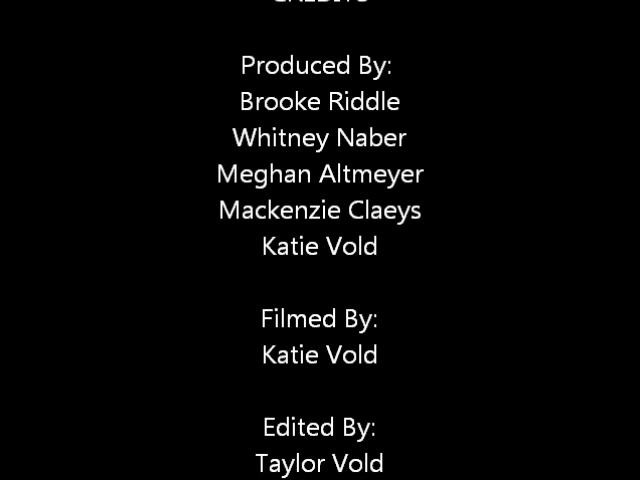 CREDITS
Produced By:
Brooke Riddle
Whitney Naber
Meghan Altmeyer
Mackenzie Claeys
Katie Vold
Filmed By:
Katie Vold
Edited By:
Taylor Vold